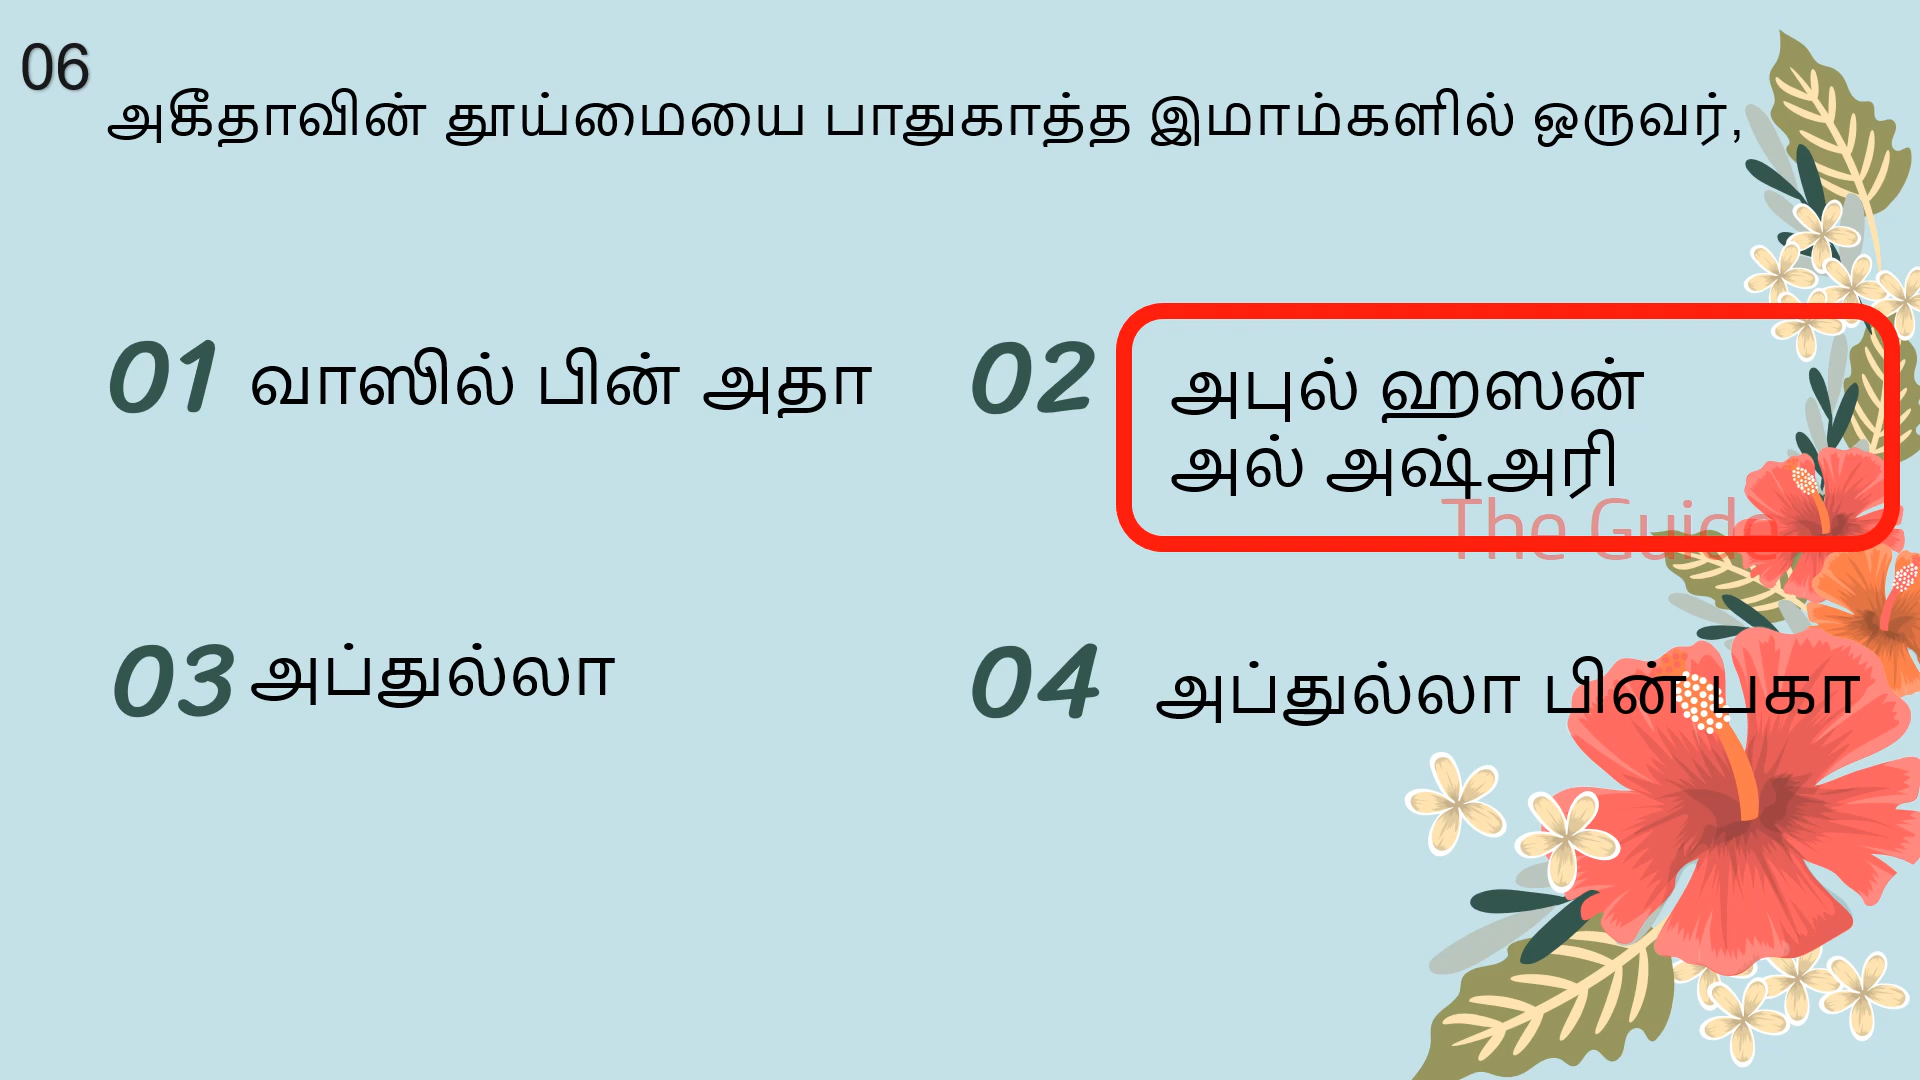 06
அகீதாவின் தூய்மையை பாதுகாத்த இமாம்களில் ஒருவர்,
01 வாஸில் பின் அதா
02 அபுல் ஹஸன்
அல் அஷ்அரி
The Guide
03 அப்துல்லா
04 அப்துல்லா பின் பகா